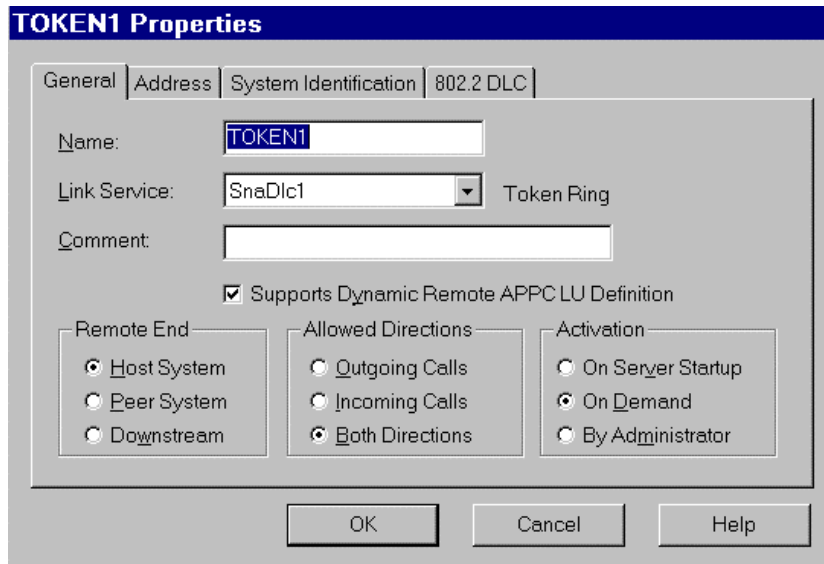 TOKEN1 Properties
General Address System Identification 802.2 DLC
Name: TOKEN1
Link Service: SnaDlc1 Token Ring
Comment:
Supports Dynamic Remote APPC LU Definition
Remote End Allowed Directions Activation
Host System Outgoing Calls On Server Startup
Peer System Incoming Calls On Demand
Downstream Both Directions By Administrator
OK Cancel Help